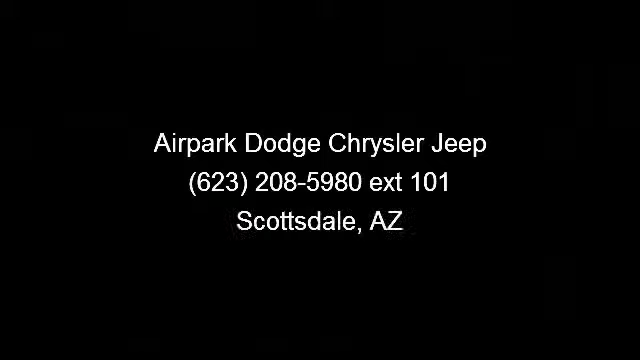 Airpark Dodge Chrysler Jeep
(623) 208-5980 ext 101
Scottsdale, AZ